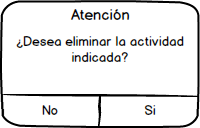 Atención
¿Desea eliminar la actividad
indicada?
No
Si